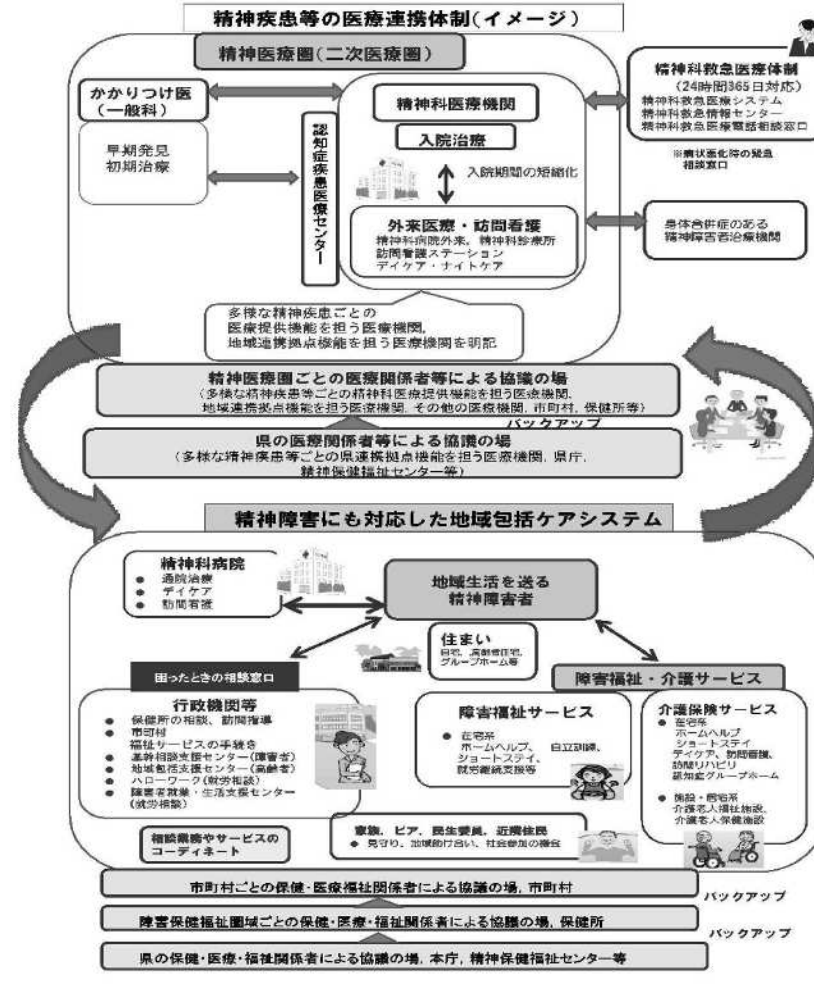 精神疾患等の医療連携体制(イメージ)
精神医療圏(二次医療圏)
かかりつけ医
(一般科)
早期発見
初期治療
認知症疾患医療センター
精神科医療機関
入院治療
入院期間の短縮化
外来医療・訪問看護
精神科病院外来, 精神科診療所
訪問看護ステーション
デイケア・ナイトケア
精神科救急医療体制
(24時間365日対応)
精神科救急医療システム
精神科救急情報センター
精神科救急医療電話相談窓口
※病状悪化時の緊急
相談窓口
身体合併症のある
精神障害者治療機関
多様な精神疾患ごとの
医療提供機能を担う医療機関,
地域連携拠点機能を担う医療機関を明記
精神医療圏ごとの医療関係者等による協議の場
(多様な精神疾患等ごとの精神科医療提供機能を担う医療機関、
地域連携拠点機能を担う医療機関, その他の医療機関, 市町村, 保健所等)
バックアップ
県の医療関係者等による協議の場
(多様な精神疾患等ごとの県連携拠点機能を担う医療機関, 県庁,
精神保健福祉センター等)
精神障害にも対応した地域包括ケアシステム
精神科病院
● 通院治療
● デイケア
● 訪問看護
地域生活を送る
精神障害者
住まい
自宅, 高齢者住宅,
グループホーム等
困ったときの相談窓口
行政機関等
● 保健所の相談、訪問指導
● 市町村
福祉サービスの手続き
● 基幹相談支援センター(障害者)
● 地域包括支援センター(高齢者)
● ハローワーク(就労相談)
● 障害者就業・生活支援センター
(就労相談)
相談業務やサービスの
コーディネート
障害福祉・介護サービス
障害福祉サービス
● 在宅系
ホームヘルプ、 自立訓練、
ショートステイ、
就労継続支援等
介護保険サービス
● 在宅系
ホームヘルプ
ショートステイ
デイケア、訪問看護、
訪問リハビリ
認知症グループホーム
● 施設・居宅系
介護老人福祉施設、
介護老人保健施設
家族, ピア, 民生委員, 近隣住民
● 見守り、地域助け合い、社会参加の機会
市町村ごとの保健・医療福祉関係者による協議の場, 市町村
バックアップ
障害保健福祉圏域ごとの保健・医療・福祉関係者による協議の場, 保健所
バックアップ
県の保健・医療・福祉関係者による協議の場, 本庁, 精神保健福祉センター等